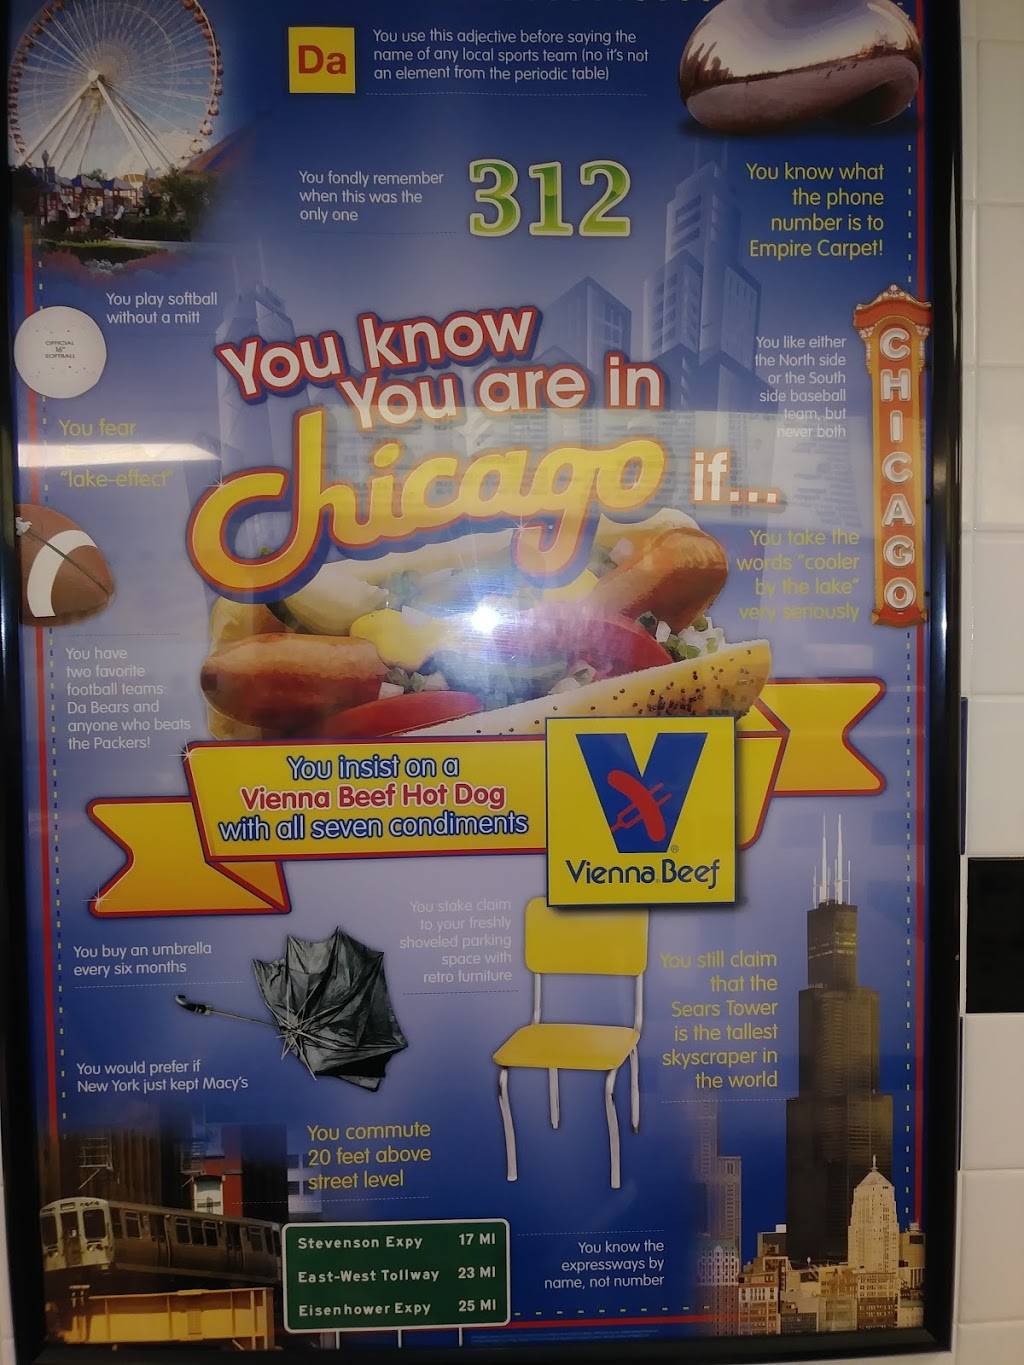 Da
You use this adjective before saying the
name of any local sports team (no it's not
an element from the periodic table)
You fondly remember
when this was the
only one
312
You know what
the phone
number is to
Empire Carpet!
You play softball
without a mitt
OFFICIAL
16"
SOFTBALL
You like either
the North side
or the South
side baseball
team, but
never both
CHICAGO
You know
You are in
Chicago if...
You fear
"lake-effect"
You take the
words "cooler
by the lake"
very seriously
You have
two favorite
football teams:
Da Bears and
anyone who beats
the Packers!
You insist on a
Vienna Beef Hot Dog
with all seven condiments
V
®
Vienna Beef
You buy an umbrella
every six months
You stake claim
to your freshly
shoveled parking
space with
retro furniture
You still claim
that the
Sears Tower
is the tallest
skyscraper in
the world
You would prefer if
New York just kept Macy's
You commute
20 feet above
street level
Stevenson Expy 17 MI
East-West Tollway 23 MI
Eisenhower Expy 25 MI
You know the
expressways by
name, not number